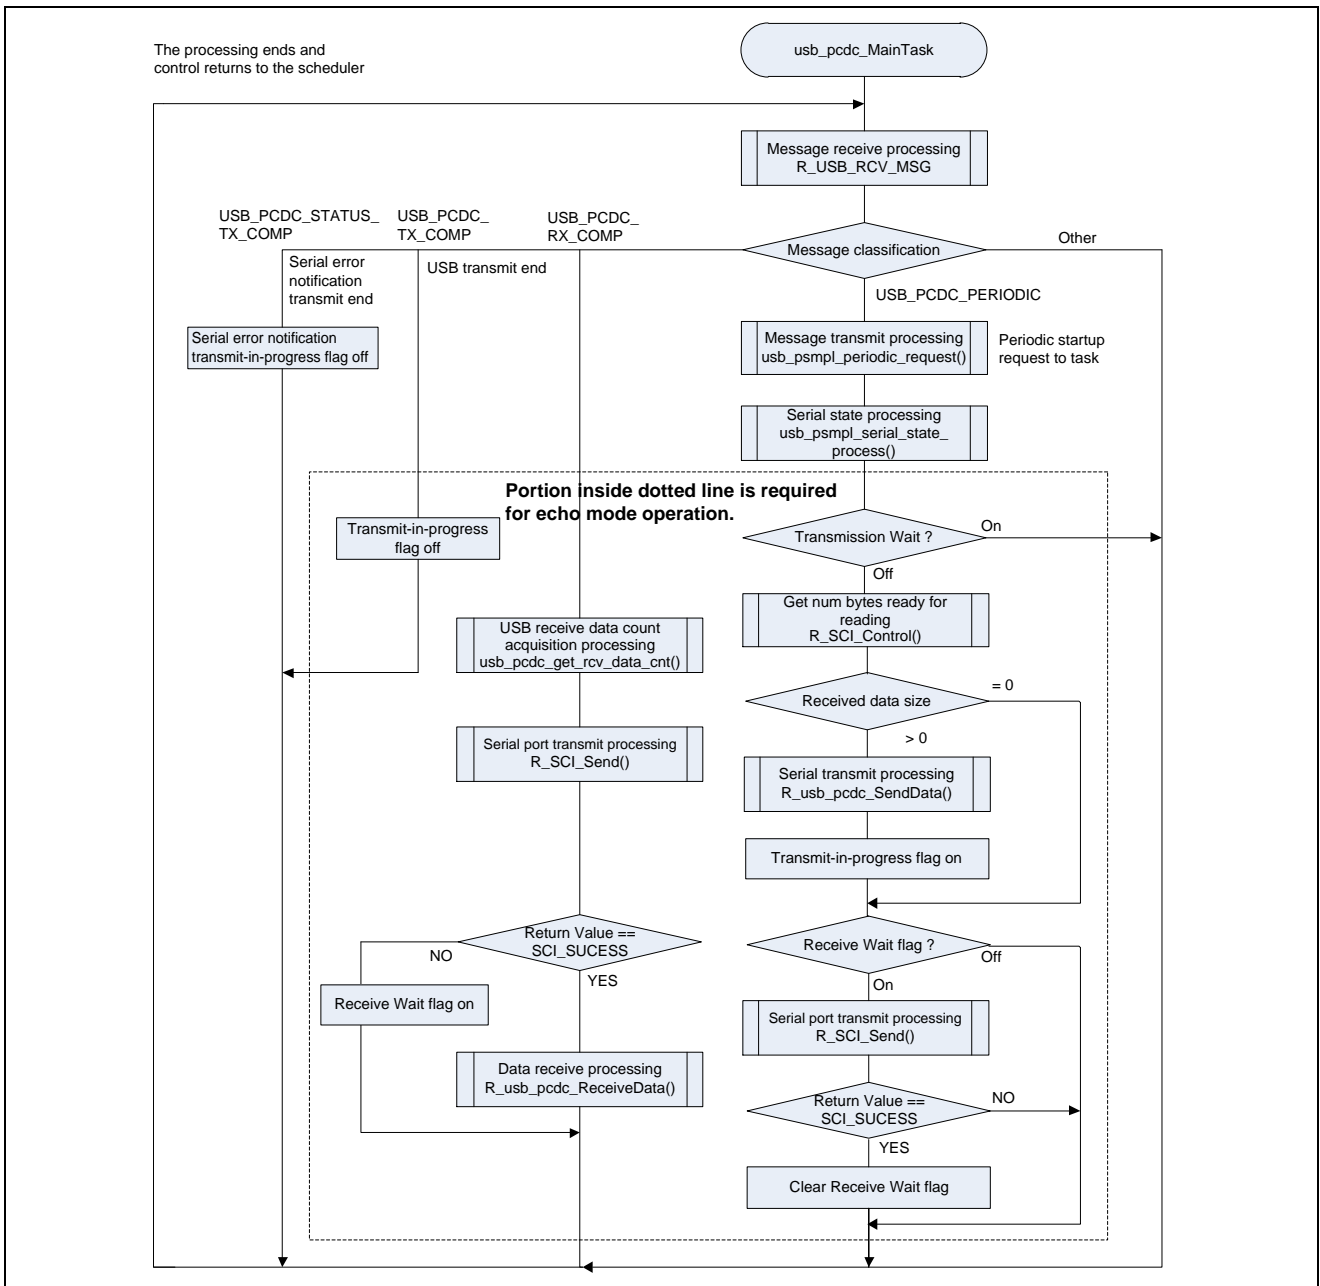 The processing ends and
control returns to the scheduler
usb_pcdc_MainTask
Message receive processing
R_USB_RCV_MSG
USB_PCDC_STATUS_
TX_COMP
USB_PCDC_
TX_COMP
USB_PCDC_
RX_COMP
Message classification
Other
Serial error
notification
transmit end
USB transmit end
USB_PCDC_PERIODIC
Serial error notification
transmit-in-progress flag off
Message transmit processing
usb_psmpl_periodic_request()
Periodic startup
request to task
Serial state processing
usb_psmpl_serial_state_
process()
Portion inside dotted line is required
for echo mode operation.
Transmit-in-progress
flag off
Transmission Wait ?
On
Off
Get num bytes ready for
reading
R_SCI_Control()
USB receive data count
acquisition processing
usb_pcdc_get_rcv_data_cnt()
Received data size
= 0
> 0
Serial port transmit processing
R_SCI_Send()
Serial transmit processing
R_usb_pcdc_SendData()
Transmit-in-progress flag on
Return Value ==
SCI_SUCESS
NO
YES
Receive Wait flag ?
Off
On
Receive Wait flag on
Serial port transmit processing
R_SCI_Send()
Data receive processing
R_usb_pcdc_ReceiveData()
Return Value ==
SCI_SUCESS
NO
YES
Clear Receive Wait flag